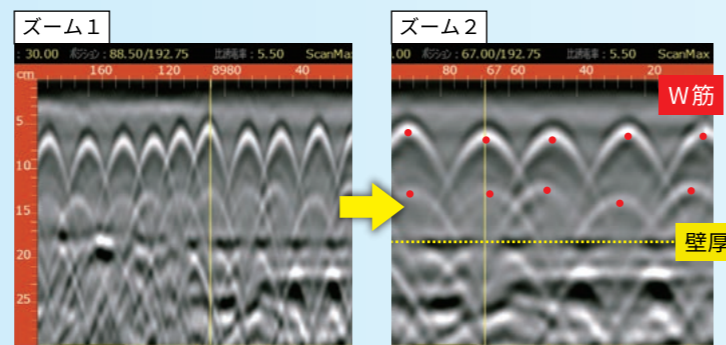 ズーム1
: 30.00 ポジション : 88.50/192.75 比誘電率 : 5.50 ScanMax
cm 160 120 8980 40
5
10
15
20
25
ズーム2
.00 ポジション : 67.00/192.75 比誘電率 : 5.50 ScanMax
80 67 60 40 20
W筋
壁厚